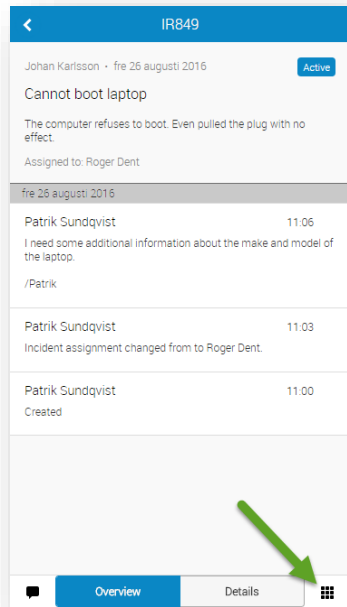 IR849
Johan Karlsson • fre 26 augusti 2016
Active
Cannot boot laptop
The computer refuses to boot. Even pulled the plug with no
effect.
Assigned to: Roger Dent
fre 26 augusti 2016
Patrik Sundqvist 11:06
I need some additional information about the make and model of
the laptop.
/Patrik
Patrik Sundqvist 11:03
Incident assignment changed from to Roger Dent.
Patrik Sundqvist 11:00
Created
Overview Details